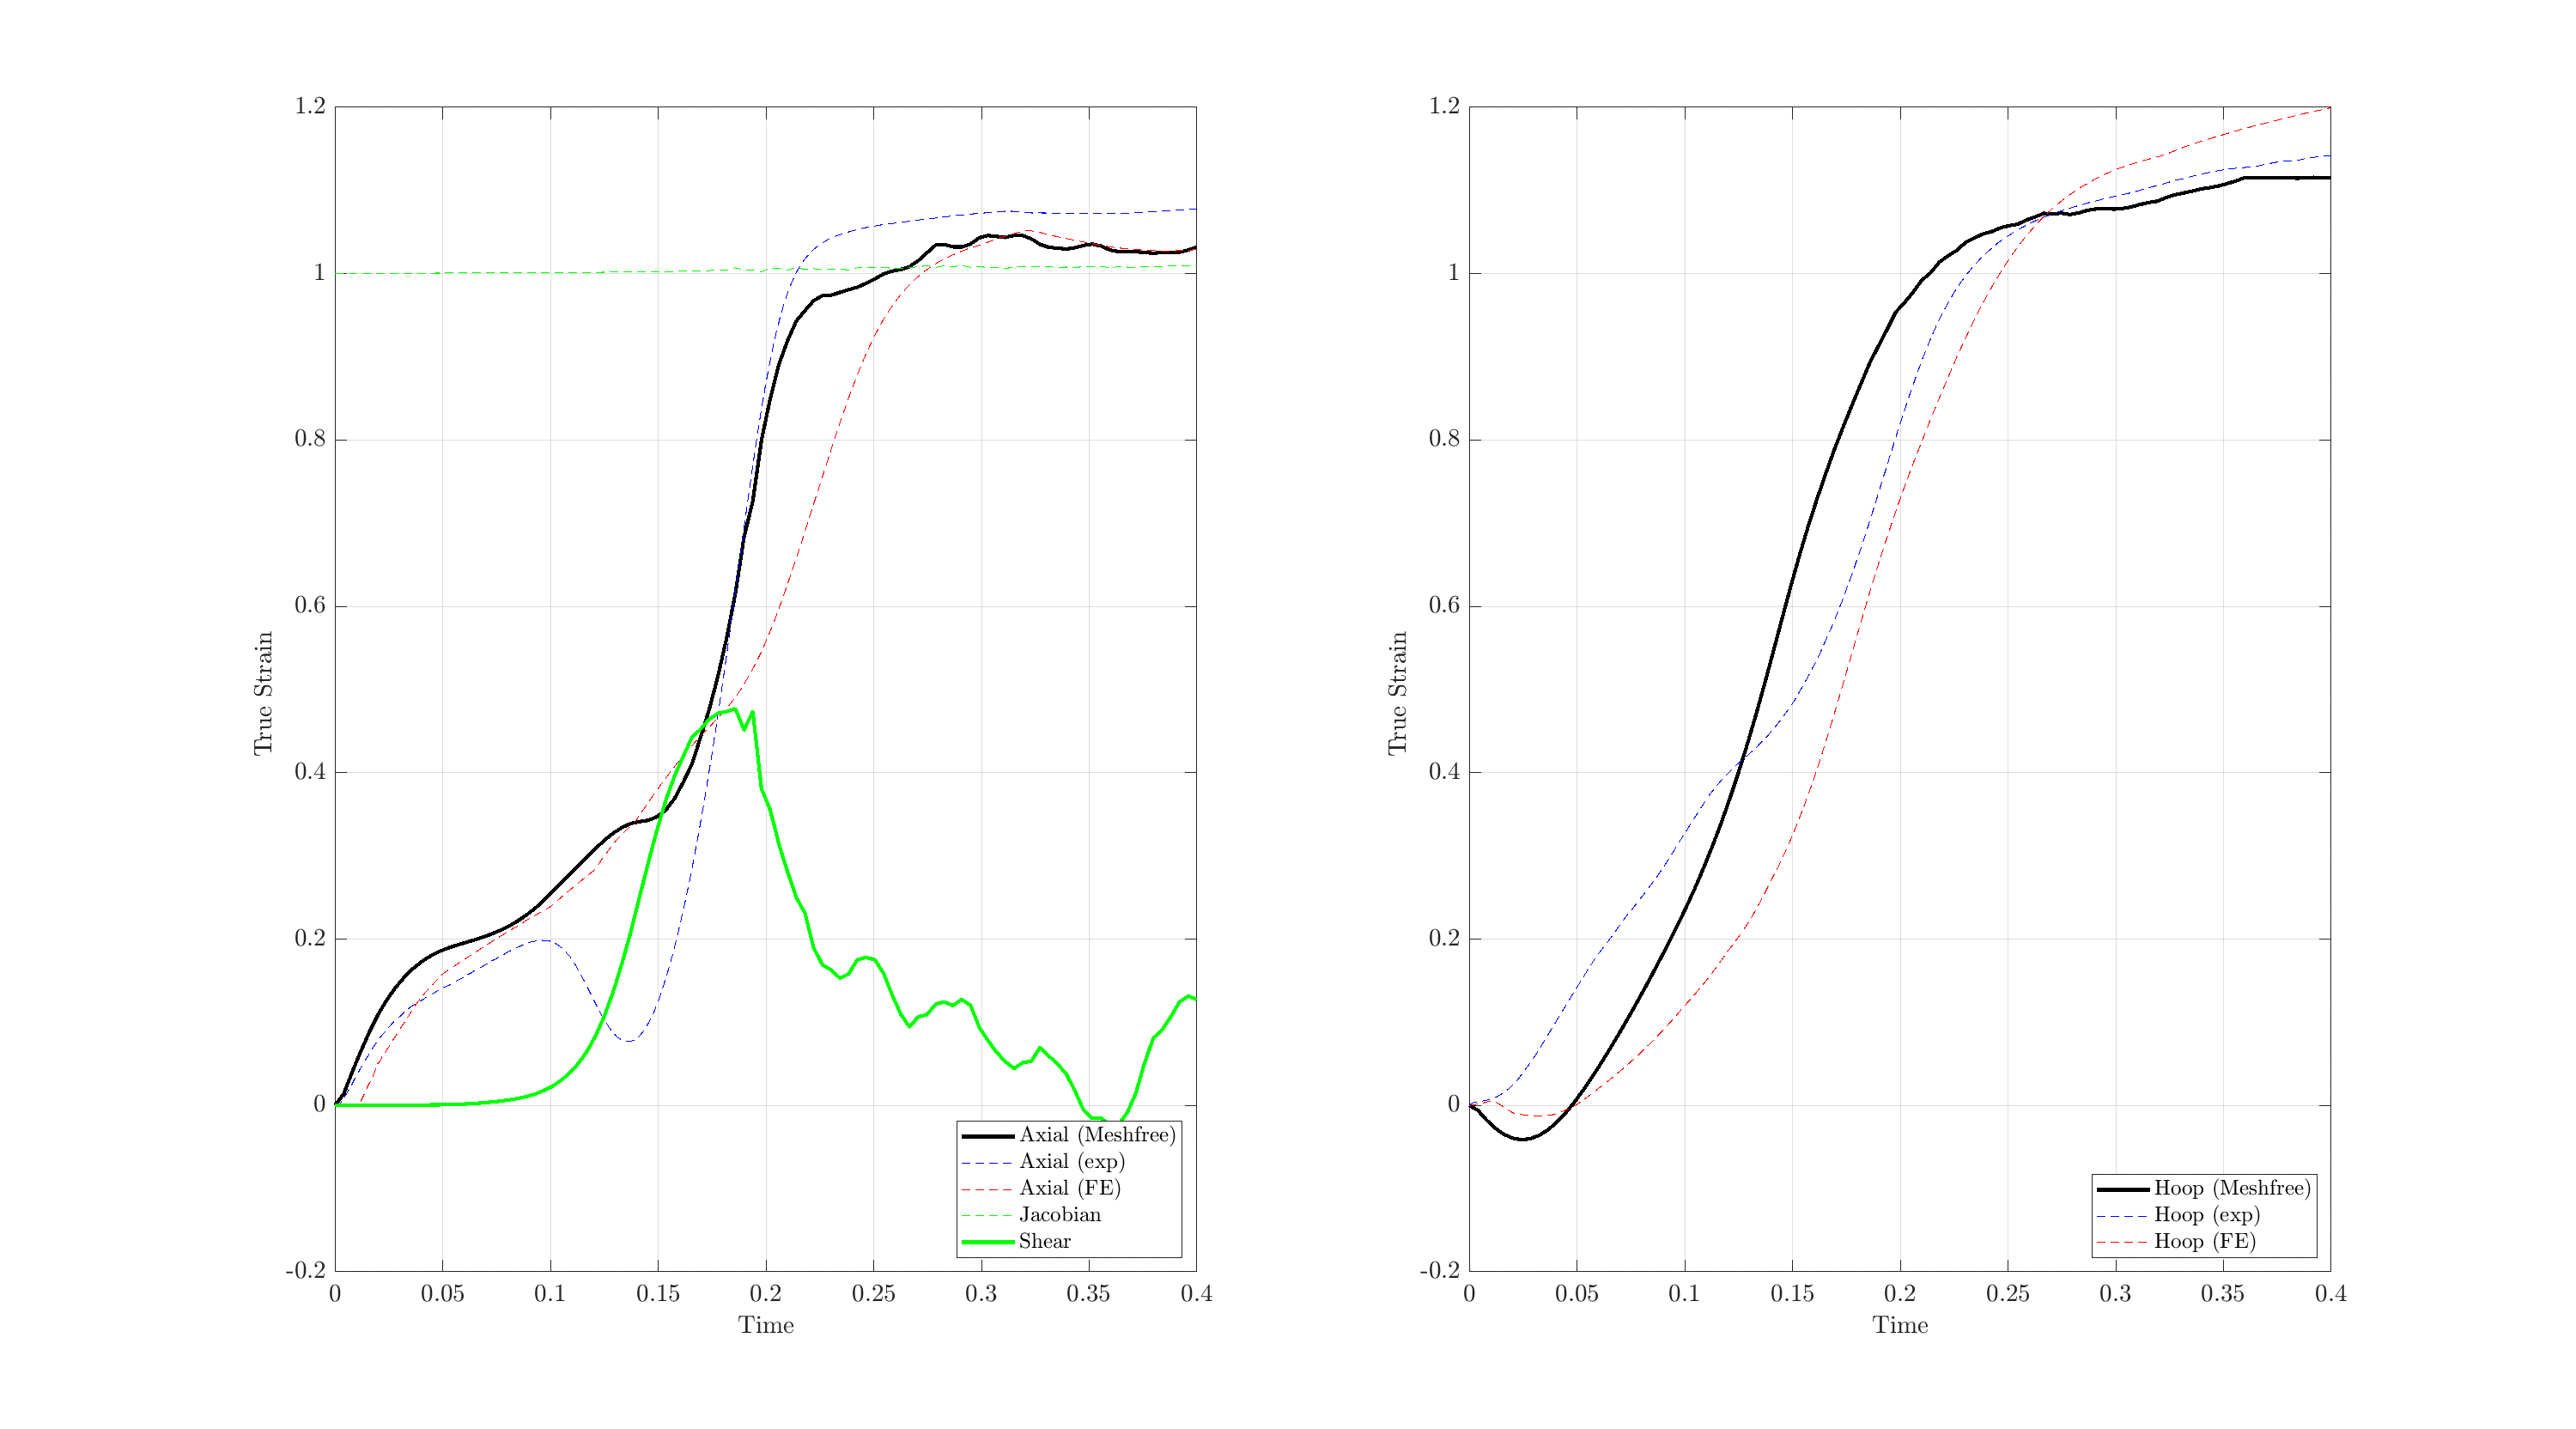 1.2
1
0.8
0.6
0.4
0.2
0
-0.2
True Strain
0
0.05
0.1
0.15
0.2
0.25
0.3
0.35
0.4
Time
Axial (Meshfree)
Axial (exp)
Axial (FE)
Jacobian
Shear
1.2
1
0.8
0.6
0.4
0.2
0
-0.2
True Strain
0
0.05
0.1
0.15
0.2
0.25
0.3
0.35
0.4
Time
Hoop (Meshfree)
Hoop (exp)
Hoop (FE)